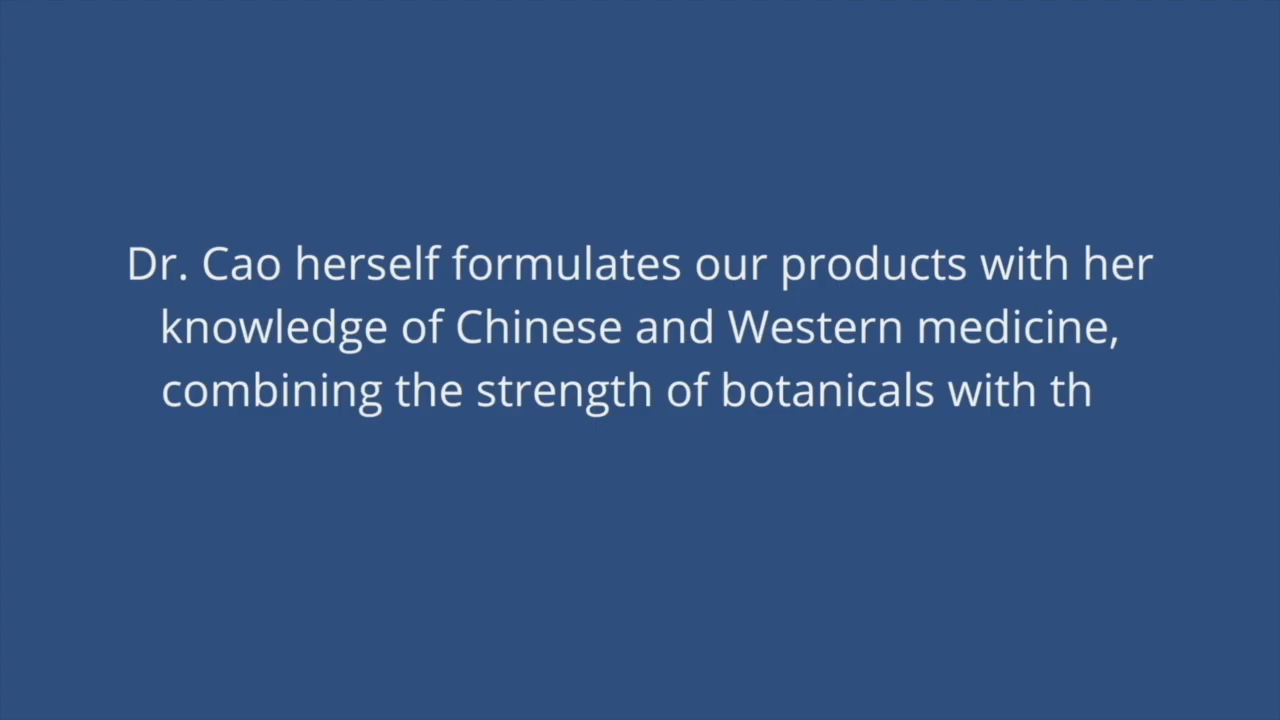 Dr. Cao herself formulates our products with her
knowledge of Chinese and Western medicine,
combining the strength of botanicals with th